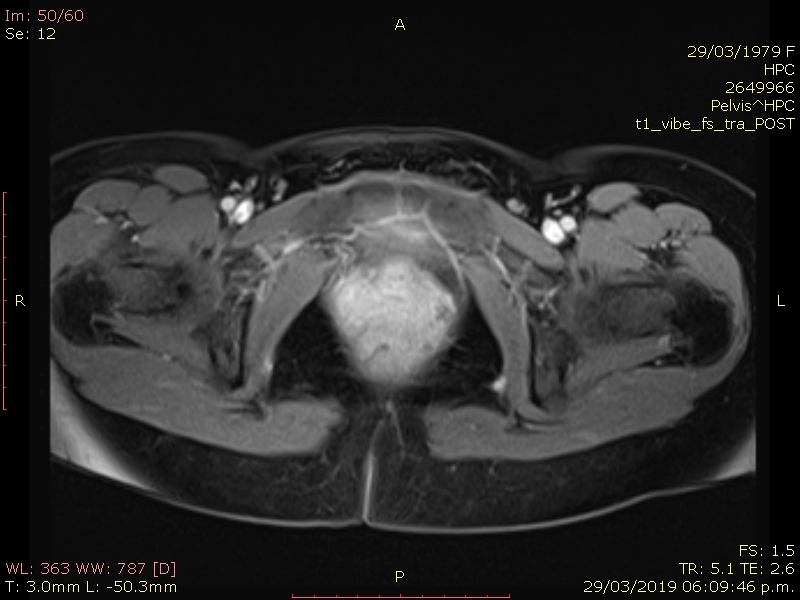 Im: 50/60
Se: 12
A
29/03/1979 F
HPC
2649966
Pelvis^HPC
t1_vibe_fs_tra_POST
R
L
WL: 363 WW: 787 [D]
T: 3.0mm L: -50.3mm
P
FS: 1.5
TR: 5.1 TE: 2.6
29/03/2019 06:09:46 p.m.